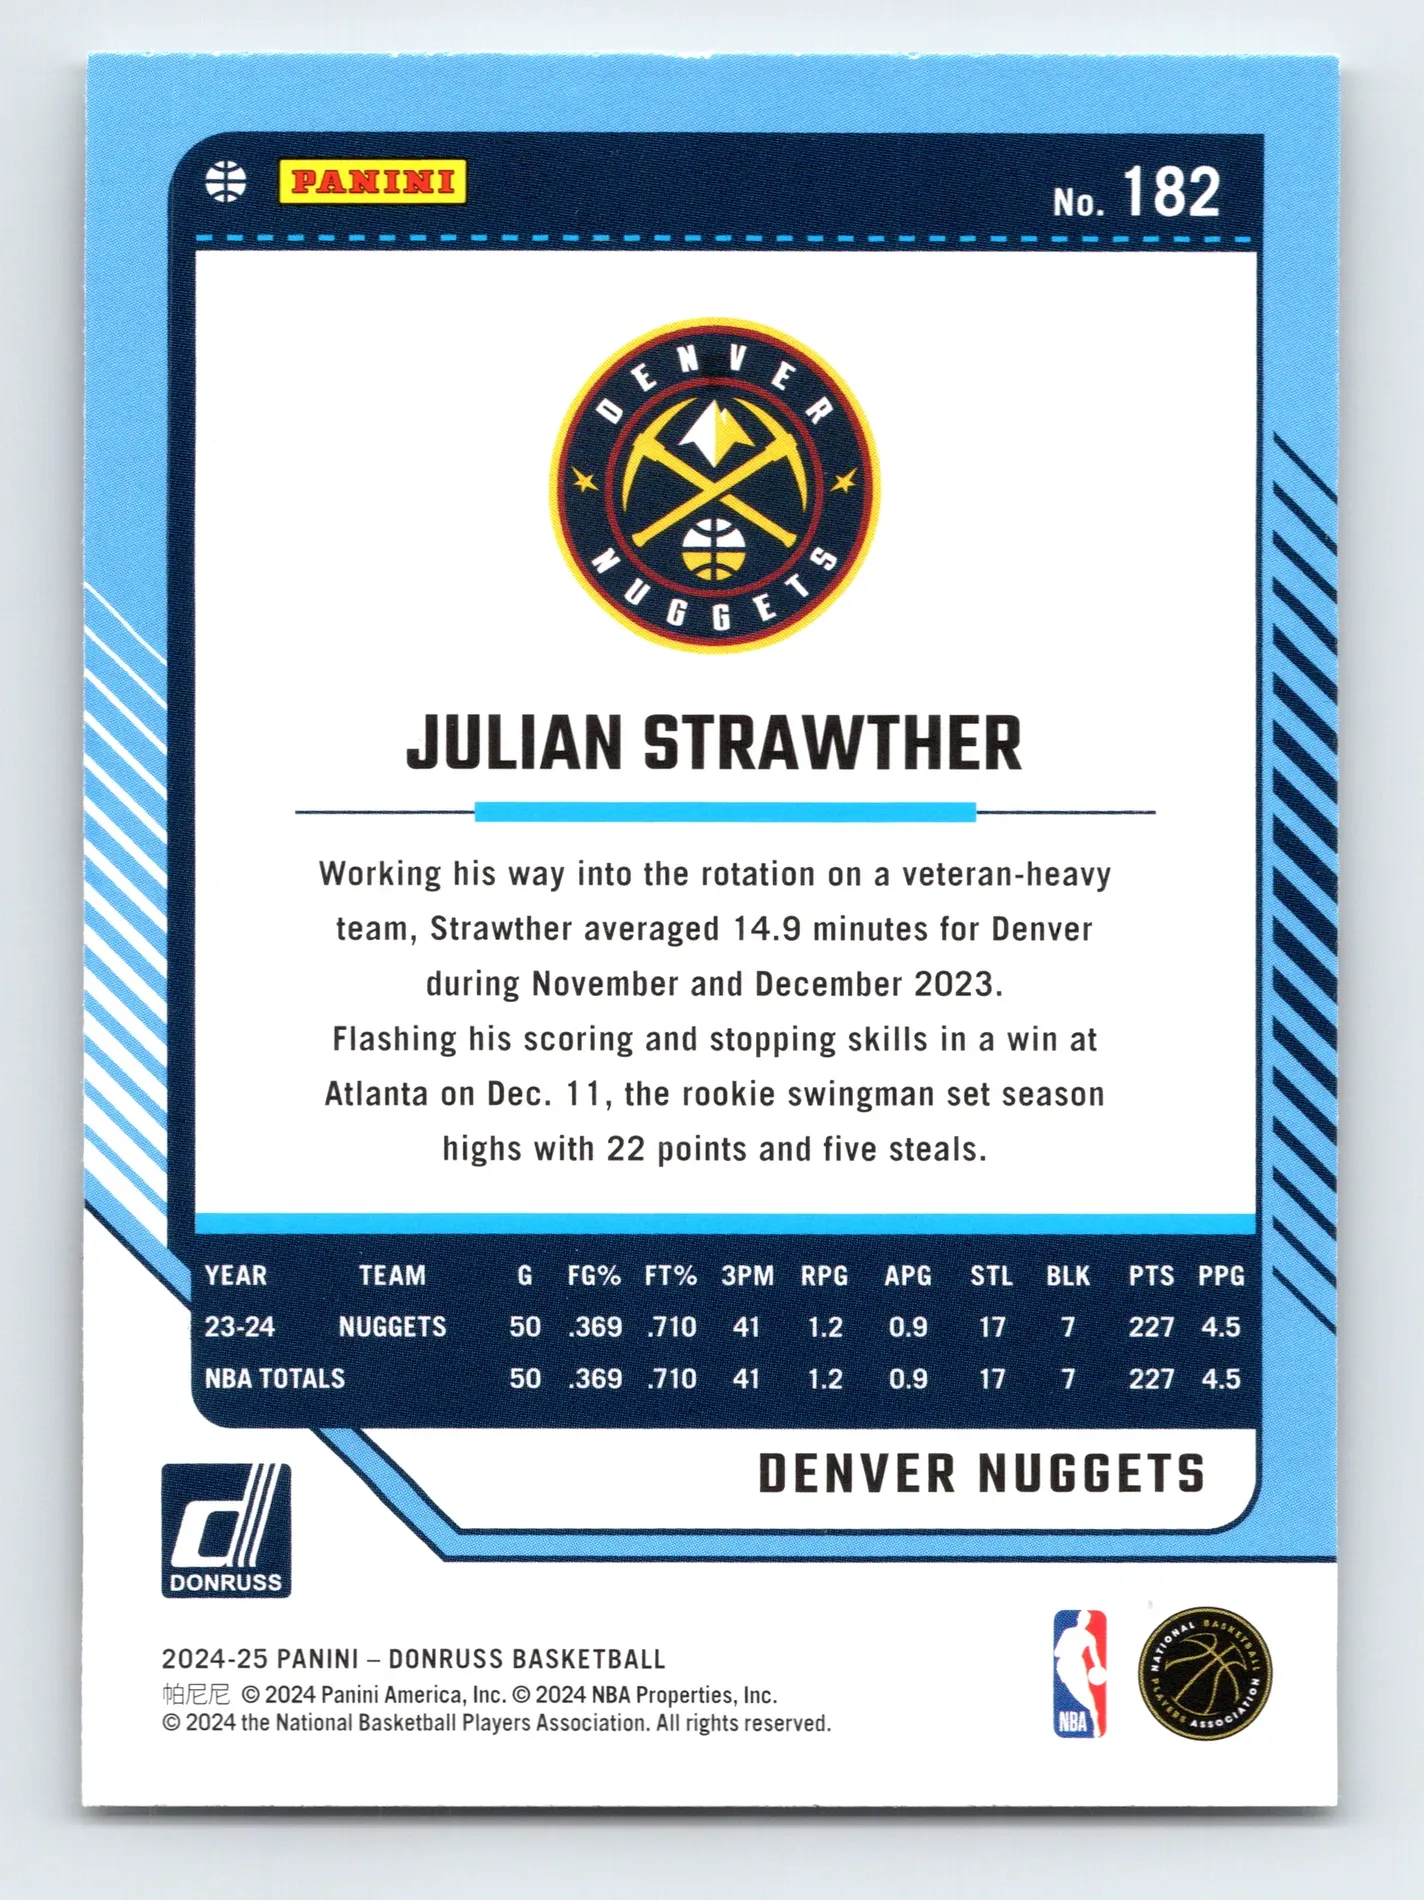 PANINI
No. 182
DENVER
NUGGETS
JULIAN STRAWTHER
Working his way into the rotation on a veteran-heavy
team, Strawther averaged 14.9 minutes for Denver
during November and December 2023.
Flashing his scoring and stopping skills in a win at
Atlanta on Dec. 11, the rookie swingman set season
highs with 22 points and five steals.
YEAR TEAM G FG% FT% 3PM RPG APG STL BLK PTS PPG
23-24 NUGGETS 50 .369 .710 41 1.2 0.9 17 7 227 4.5
NBA TOTALS 50 .369 .710 41 1.2 0.9 17 7 227 4.5
DENVER NUGGETS
d
DONRUSS
2024-25 PANINI – DONRUSS BASKETBALL
帕尼尼 © 2024 Panini America, Inc. © 2024 NBA Properties, Inc.
© 2024 the National Basketball Players Association. All rights reserved.
NBA
NATIONAL BASKETBALL
PLAYERS ASSOCIATION